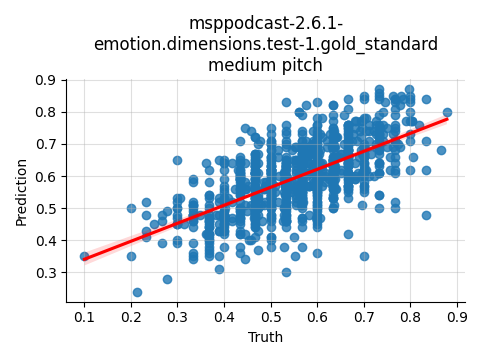 msppodcast-2.6.1-
emotion.dimensions.test-1.gold_standard
medium pitch
0.9
0.8
0.7
0.6
0.5
0.4
0.3
Prediction
0.1 0.2 0.3 0.4 0.5 0.6 0.7 0.8 0.9
Truth